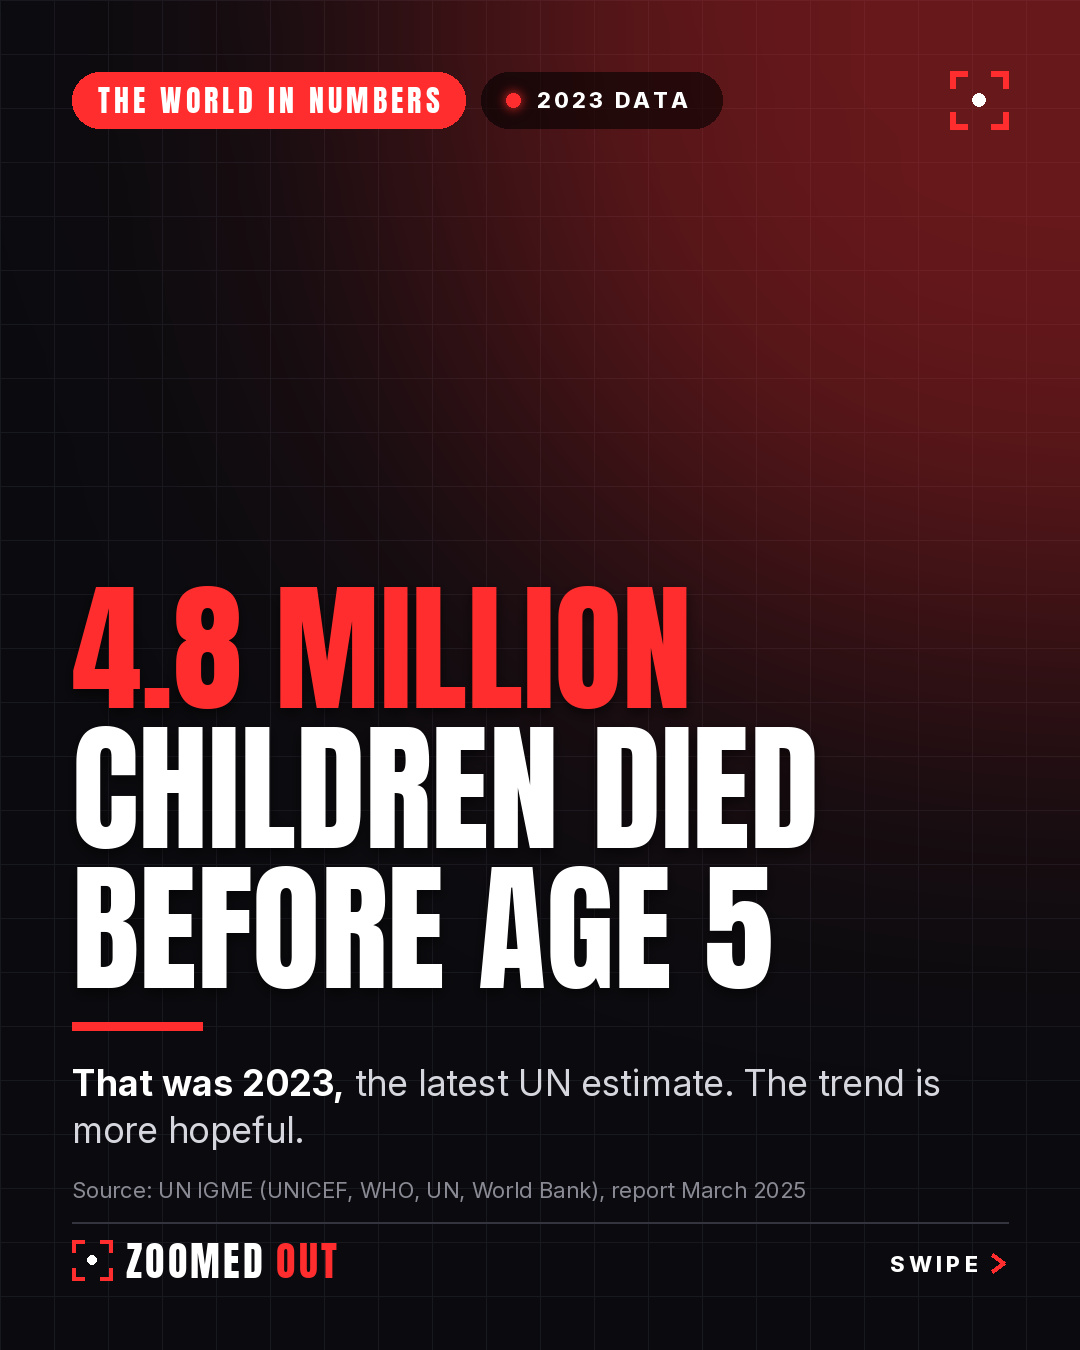 THE WORLD IN NUMBERS
2023 DATA
4.8 MILLION
CHILDREN DIED
BEFORE AGE 5
That was 2023, the latest UN estimate. The trend is
more hopeful.
Source: UN IGME (UNICEF, WHO, UN, World Bank), report March 2025
ZOOMED OUT
SWIPE